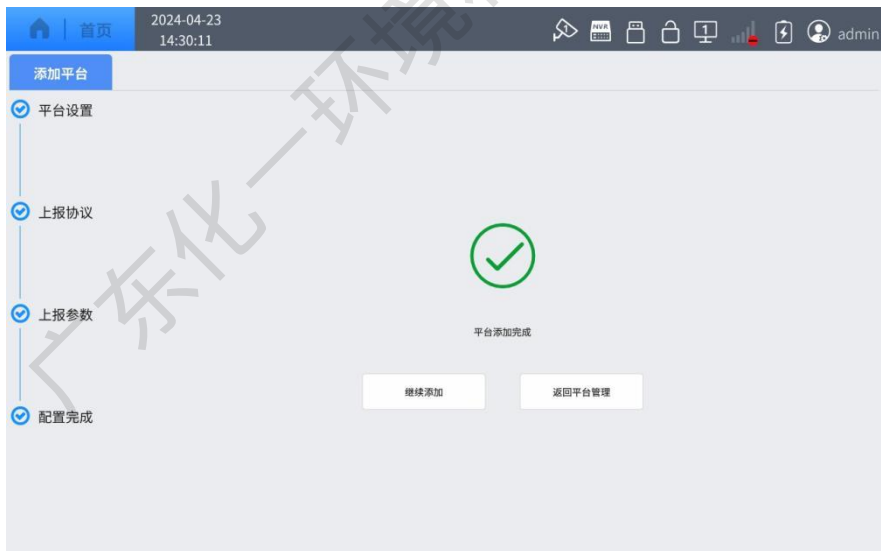 首页
2024-04-23
14:30:11
NVR
1
admin
添加平台
平台设置
上报协议
上报参数
平台添加完成
继续添加
返回平台管理
配置完成
广东化一环境